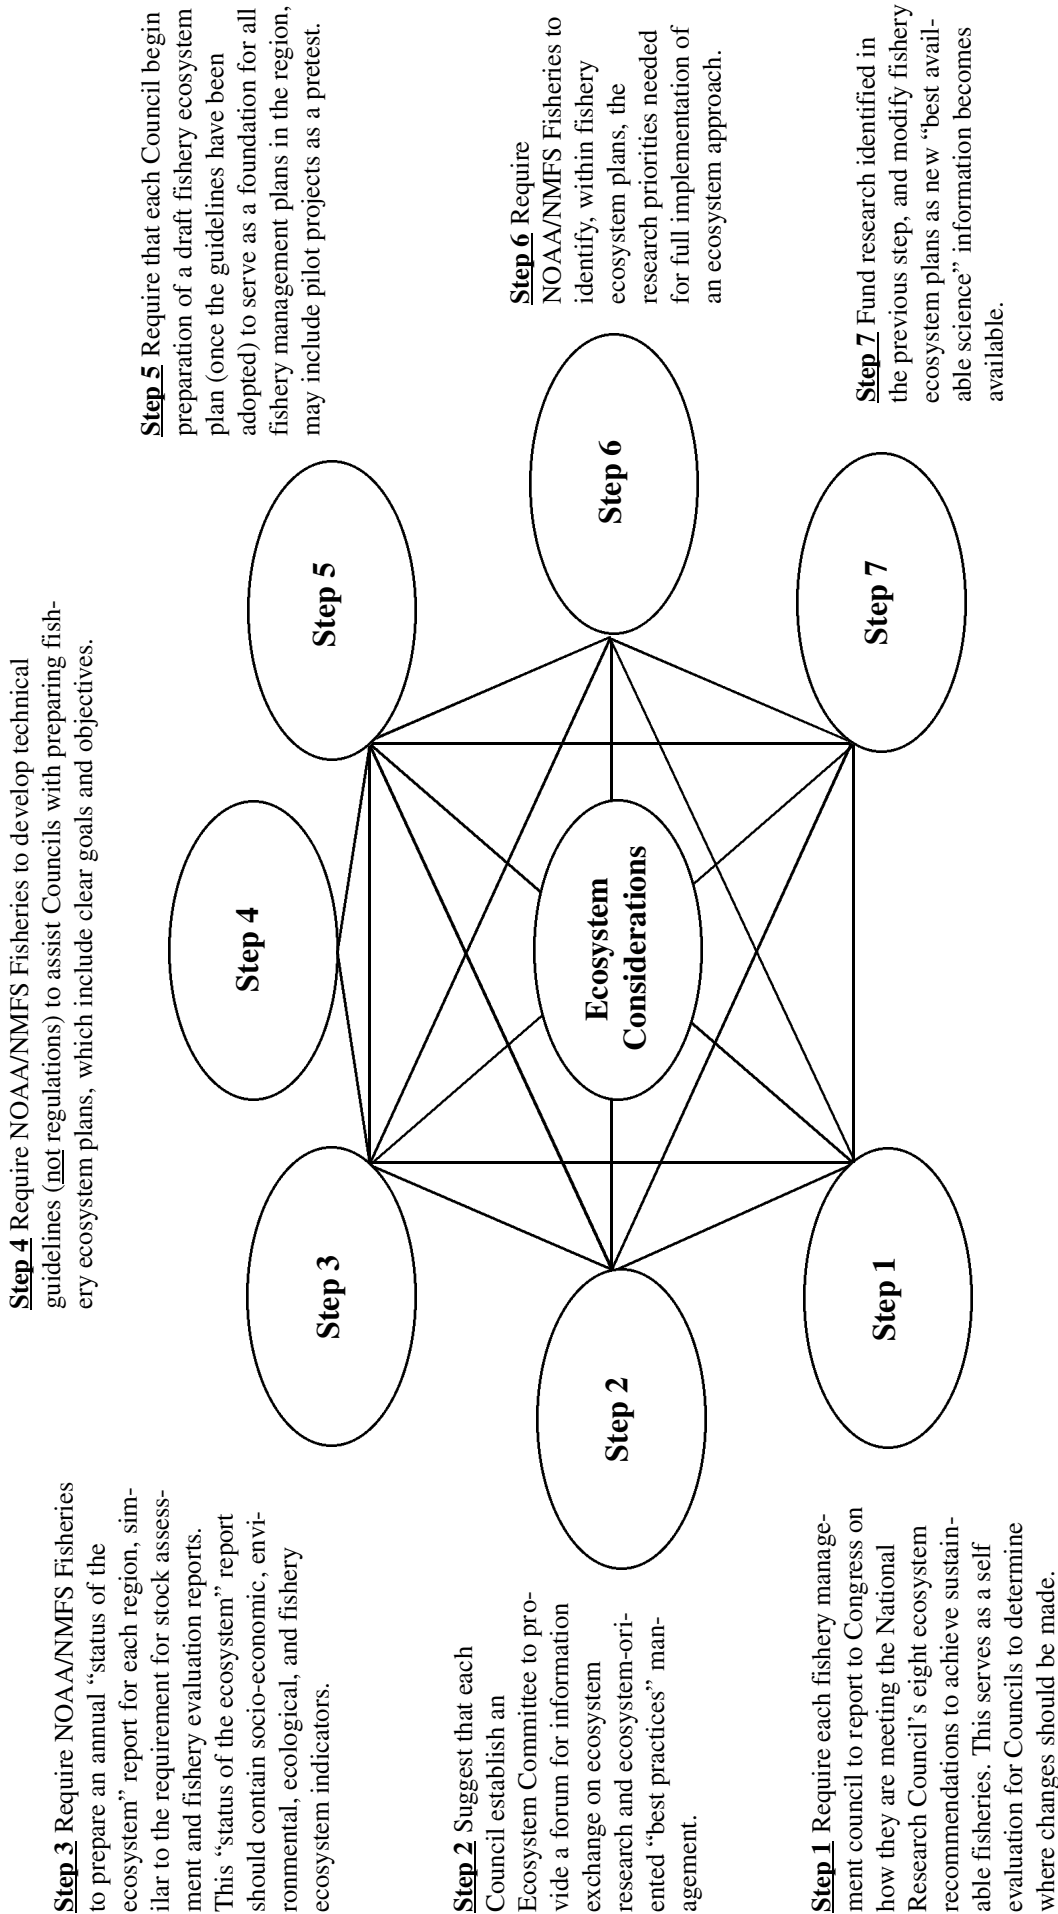 Step 4 Require NOAA/NMFS Fisheries to develop technical
guidelines (not regulations) to assist Councils with preparing fish-
ery ecosystem plans, which include clear goals and objectives.
Step 3 Require NOAA/NMFS Fisheries
to prepare an annual “status of the
ecosystem” report for each region, sim-
ilar to the requirement for stock assess-
ment and fishery evaluation reports.
This “status of the ecosystem” report
should contain socio-economic, envi-
ronmental, ecological, and fishery
ecosystem indicators.
Step 5 Require that each Council begin
preparation of a draft fishery ecosystem
plan (once the guidelines have been
adopted) to serve as a foundation for all
fishery management plans in the region,
may include pilot projects as a pretest.
Step 4
Step 3
Step 5
Step 2 Suggest that each
Council establish an
Ecosystem Committee to pro-
vide a forum for information
exchange on ecosystem
research and ecosystem-ori-
ented “best practices” man-
agement.
Step 2
Ecosystem
Considerations
Step 6
Step 6 Require
NOAA/NMFS Fisheries to
identify, within fishery
ecosystem plans, the
research priorities needed
for full implementation of
an ecosystem approach.
Step 1 Require each fishery manage-
ment council to report to Congress on
how they are meeting the National
Research Council’s eight ecosystem
recommendations to achieve sustain-
able fisheries. This serves as a self
evaluation for Councils to determine
where changes should be made.
Step 1
Step 7
Step 7 Fund research identified in
the previous step, and modify fishery
ecosystem plans as new “best avail-
able science” information becomes
available.